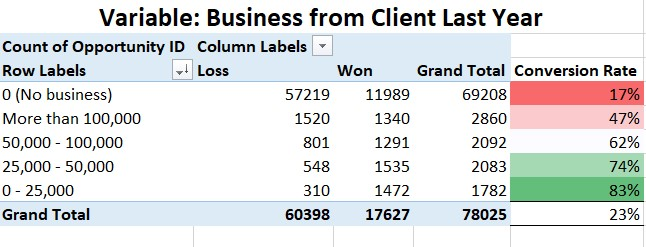 Variable: Business from Client Last Year
Count of Opportunity ID Column Labels
Row Labels Loss Won Grand Total Conversion Rate
0 (No business) 57219 11989 69208 17%
More than 100,000 1520 1340 2860 47%
50,000 - 100,000 801 1291 2092 62%
25,000 - 50,000 548 1535 2083 74%
0 - 25,000 310 1472 1782 83%
Grand Total 60398 17627 78025 23%